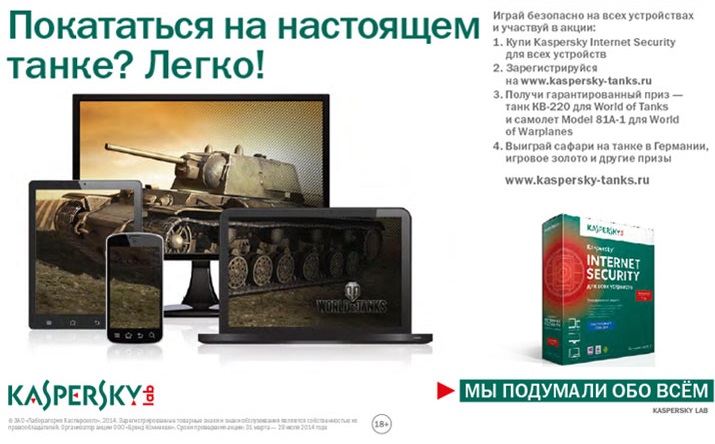 Покататься на настоящем
танке? Легко!
Играй безопасно на всех устройствах
и участвуй в акции:
1. Купи Kaspersky Internet Security
для всех устройств
2. Зарегистрируйся
на www.kaspersky-tanks.ru
3. Получи гарантированный приз —
танк КВ-220 для World of Tanks
и самолет Model 81A-1 для World
of Warplanes
4. Выиграй сафари на танке в Германии,
игровое золото и другие призы
www.kaspersky-tanks.ru
WORLD OF TANKS
KASPERSKY
Kaspersky
INTERNET
SECURITY
для всех устройств
KASPERSKY lab
МЫ ПОДУМАЛИ ОБО ВСЁМ
KASPERSKY LAB
© ЗАО «Лаборатория Касперского», 2014. Зарегистрированные товарные знаки и знаки обслуживания являются собственностью их
правообладателей. Организатор акции ООО Сроки проведения акции: 31 марта — 28 июля 2014 года
18+